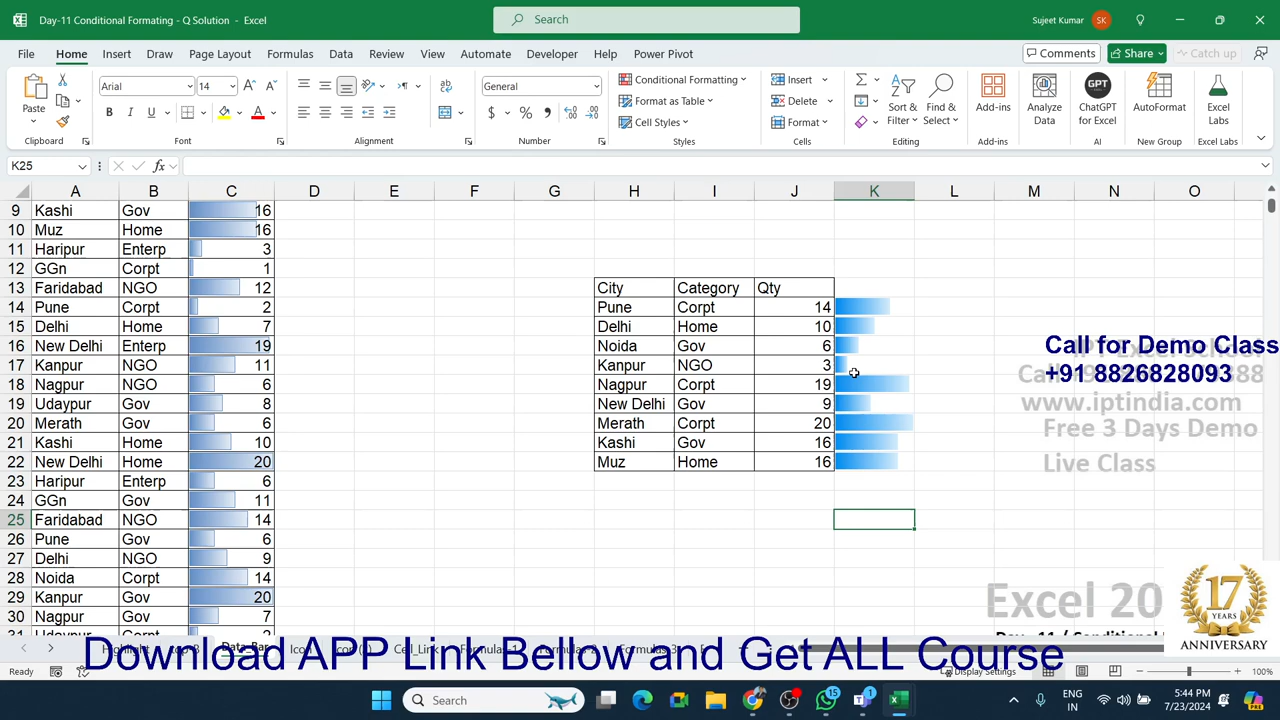 Day-11 Conditional Formating - Q Solution - Excel
Search
Sujeet Kumar SK
File Home Insert Draw Page Layout Formulas Data Review View Automate Developer Help Power Pivot
Comments Share Catch up
Paste
Arial 14
General
Conditional Formatting
Format as Table
Cell Styles
Insert
Delete
Format
Sort & Filter
Find & Select
Add-ins
Analyze Data
ChatGPT for Excel
AutoFormat
Excel Labs
Clipboard Font Alignment Number Styles Cells Editing Add-ins AI New Group Excel Labs
K25 fx
A B C D E F G H I J K L M N O
9 Kashi Gov 16
10 Muz Home 16
11 Haripur Enterp 3
12 GGn Corpt 1
13 Faridabad NGO 12 City Category Qty
14 Pune Corpt 2 Pune Corpt 14
15 Delhi Home 7 Delhi Home 10
16 New Delhi Enterp 19 Noida Gov 6
17 Kanpur NGO 11 Kanpur NGO 3
18 Nagpur NGO 6 Nagpur Corpt 19
19 Udaypur Gov 8 New Delhi Gov 9
20 Merath Gov 6 Merath Corpt 20
21 Kashi Home 10 Kashi Gov 16
22 New Delhi Home 20 Muz Home 16
23 Haripur Enterp 6
24 GGn Gov 11
25 Faridabad NGO 14
26 Pune Gov 6
27 Delhi NGO 9
28 Noida Corpt 14
29 Kanpur Gov 20
30 Nagpur Gov 7
Call for Demo Class
+91 8826828093
www.iptindia.com
Free 3 Days Demo
Live Class
Excel 20
17
YEARS
ANNIVERSARY
Download APP Link Bellow and Get ALL Course
Ready
Display Settings
100%
Search
15
1
ENG
IN
5:44 PM
7/23/2024